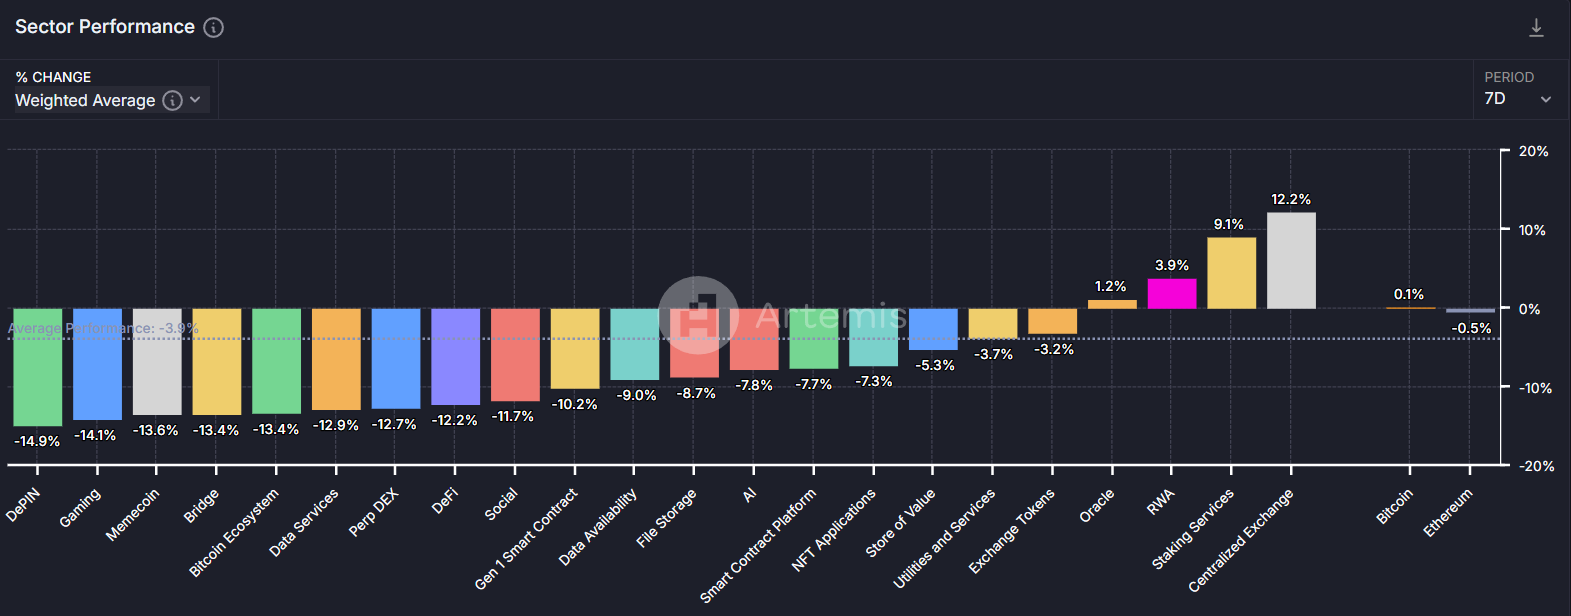 Sector Performance
% CHANGE
Weighted Average
PERIOD
7D
20%
10%
0%
-10%
-20%
Average Performance: -3.9%
Artemis
-14.9%
-14.1%
-13.6%
-13.4%
-13.4%
-12.9%
-12.7%
-12.2%
-11.7%
-10.2%
-9.0%
-8.7%
-7.8%
-7.7%
-7.3%
-5.3%
-3.7%
-3.2%
1.2%
3.9%
9.1%
12.2%
0.1%
-0.5%
DePIN
Gaming
Memecoin
Bridge
Bitcoin Ecosystem
Data Services
Perp DEX
DeFi
Social
Gen 1 Smart Contract
Data Availability
File Storage
AI
Smart Contract Platform
NFT Applications
Store of Value
Utilities and Services
Exchange Tokens
Oracle
RWA
Staking Services
Centralized Exchange
Bitcoin
Ethereum